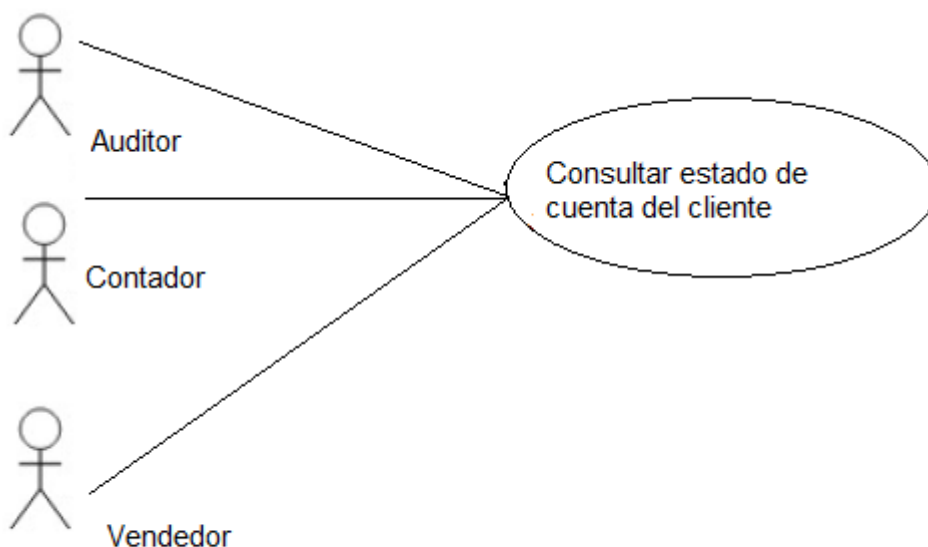 Auditor
Consultar estado de
cuenta del cliente
Contador
Vendedor